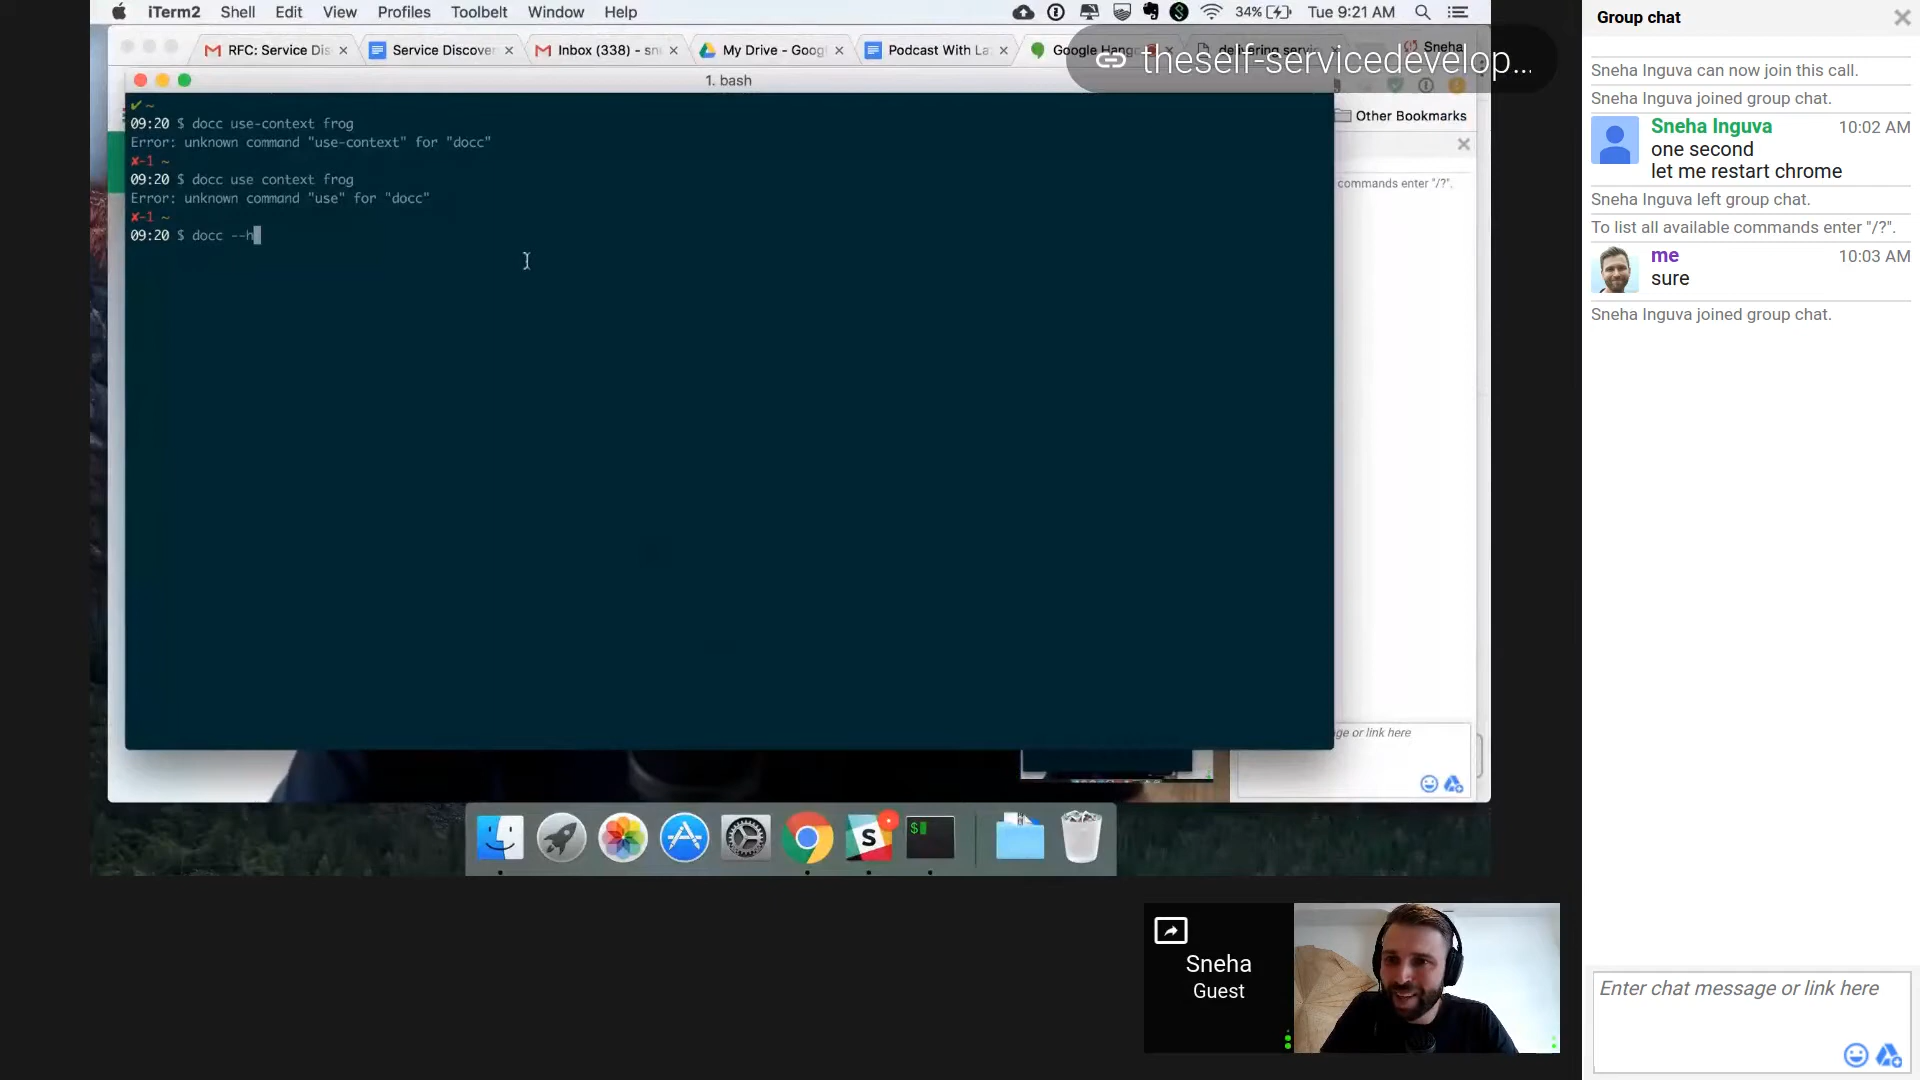 iTerm2 Shell Edit View Profiles Toolbelt Window Help 34% Tue 9:21 AM
RFC: Service Dis Service Discover Inbox (338) - sn My Drive - Goog Podcast With La Google Hang delivering servi Sneha
theself-servicedevelop...
1. bash
Other Bookmarks
~
09:20 $ docc use-context frog
Error: unknown command "use-context" for "docc"
✘-1 ~
09:20 $ docc use context frog
Error: unknown command "use" for "docc"
✘-1 ~
09:20 $ docc --h
commands enter "/?".
ge or link here
Sneha
Guest
Group chat
Sneha Inguva can now join this call.
Sneha Inguva joined group chat.
Sneha Inguva 10:02 AM
one second
let me restart chrome
Sneha Inguva left group chat.
To list all available commands enter "/?".
me 10:03 AM
sure
Sneha Inguva joined group chat.
Enter chat message or link here